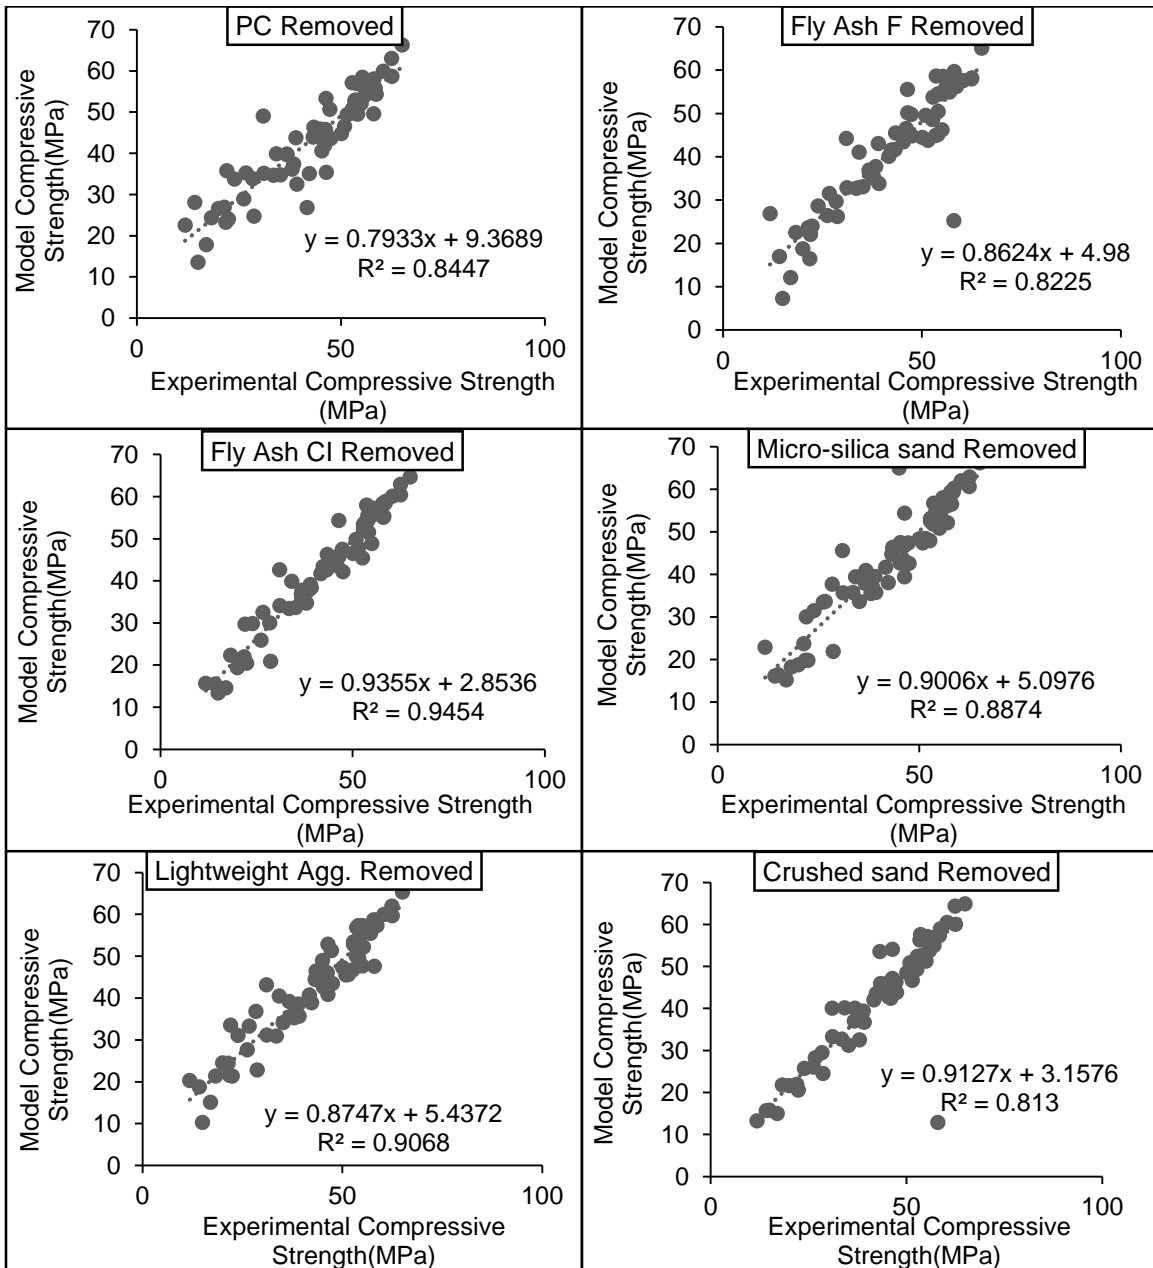 PC Removed
Model Compressive
Strength(MPa)
70
60
50
40
30
20
10
0
y = 0.7933x + 9.3689
R² = 0.8447
0
50
100
Experimental Compressive Strength
(MPa)
Fly Ash F Removed
Model Compressive
Strength(MPa)
70
60
50
40
30
20
10
0
y = 0.8624x + 4.98
R² = 0.8225
0
50
100
Experimental Compressive Strength
(MPa)
Fly Ash CI Removed
Model Compressive
Strength(MPa)
70
60
50
40
30
20
10
0
y = 0.9355x + 2.8536
R² = 0.9454
0
50
100
Experimental Compressive Strength
(MPa)
Micro-silica sand Removed
Model Compressive
Strength(MPa)
70
60
50
40
30
20
10
0
y = 0.9006x + 5.0976
R² = 0.8874
0
50
100
Experimental Compressive Strength
(MPa)
Lightweight Agg. Removed
Model Compressive
Strength(MPa)
70
60
50
40
30
20
10
0
y = 0.8747x + 5.4372
R² = 0.9068
0
50
100
Experimental Compressive
Strength(MPa)
Crushed sand Removed
Model Compressive
Strength(MPa)
70
60
50
40
30
20
10
0
y = 0.9127x + 3.1576
R² = 0.813
0
50
100
Experimental Compressive
Strength(MPa)